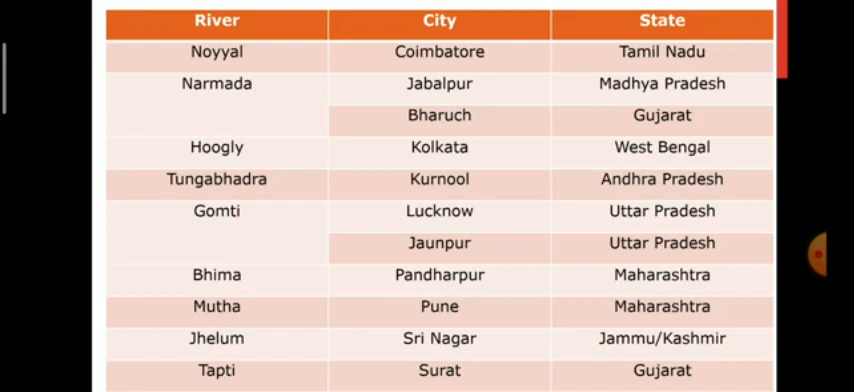 River City State
Noyyal Coimbatore Tamil Nadu
Narmada Jabalpur Madhya Pradesh
Bharuch Gujarat
Hoogly Kolkata West Bengal
Tungabhadra Kurnool Andhra Pradesh
Gomti Lucknow Uttar Pradesh
Jaunpur Uttar Pradesh
Bhima Pandharpur Maharashtra
Mutha Pune Maharashtra
Jhelum Sri Nagar Jammu/Kashmir
Tapti Surat Gujarat